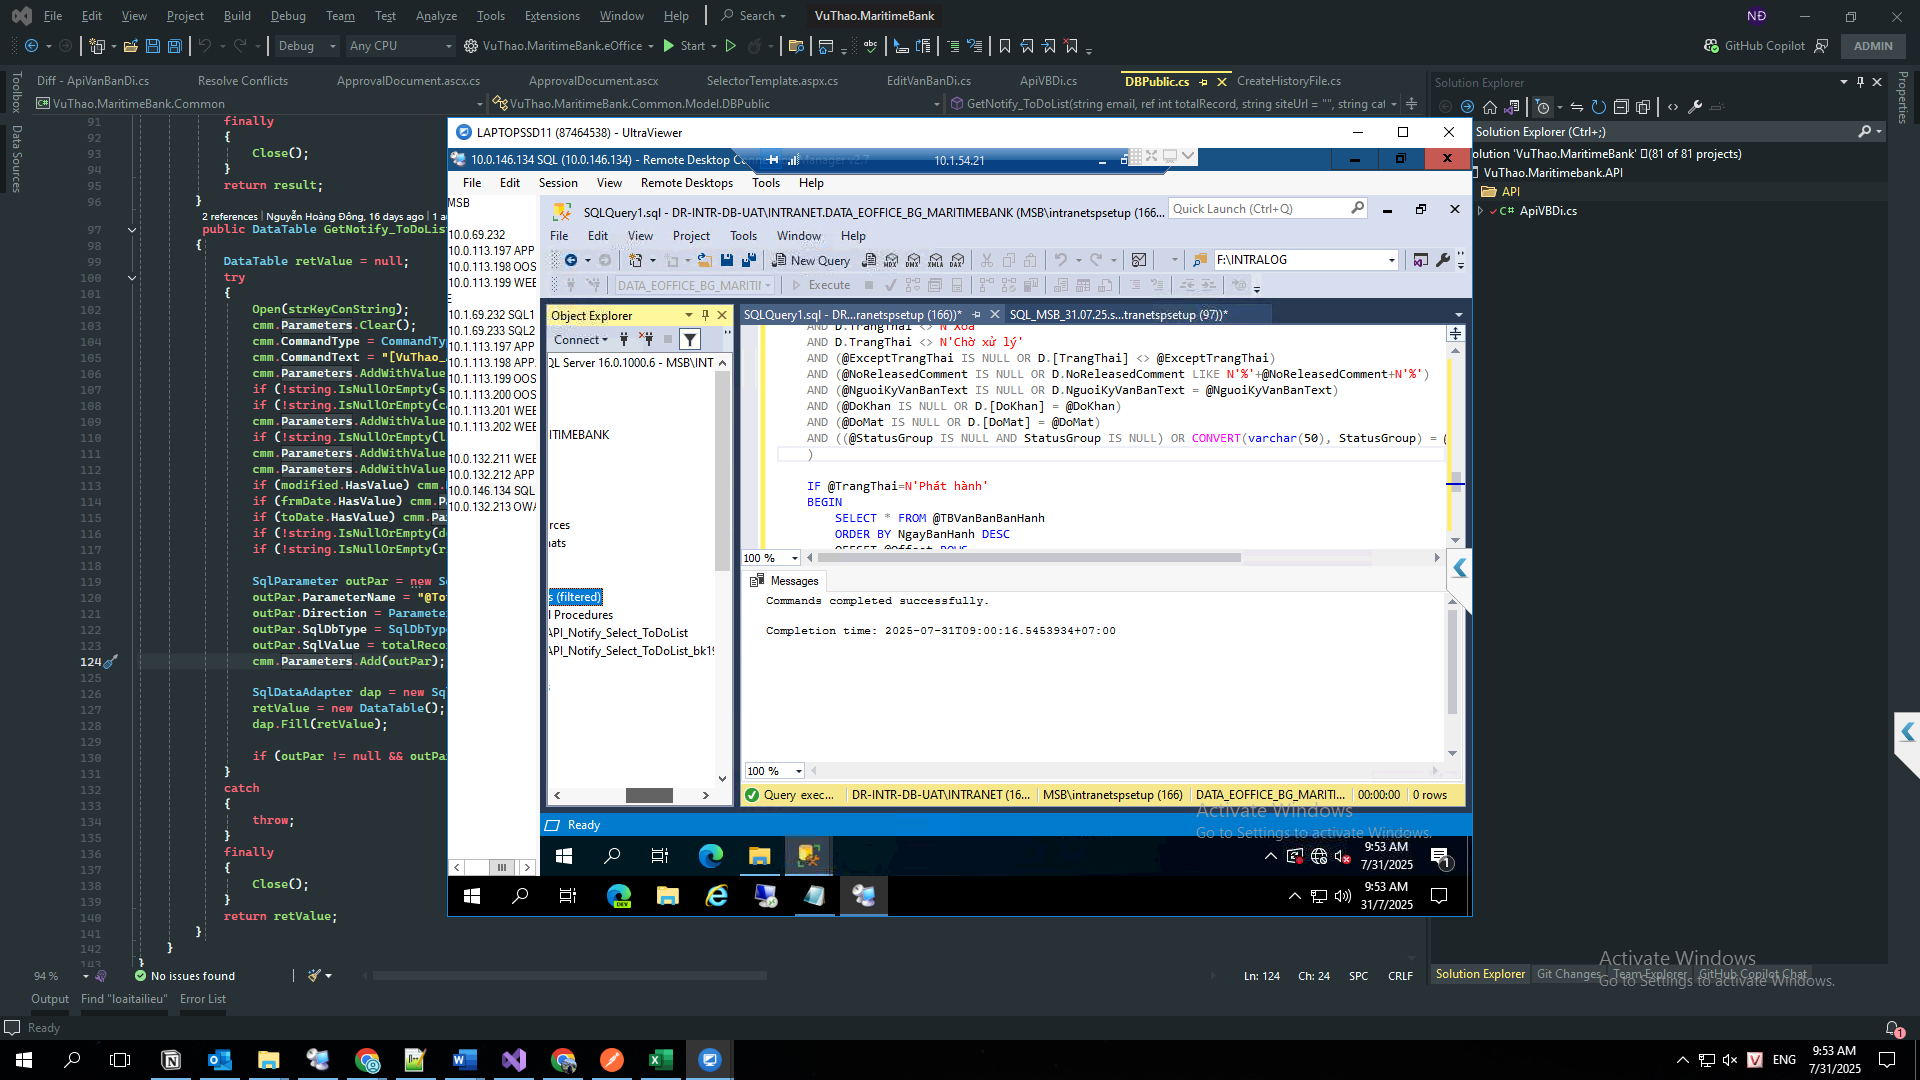 File Edit View Project Build Debug Team Test Analyze Tools Extensions Window Help Search VuThao.MaritimeBank NĐ
Debug Any CPU VuThao.MaritimeBank.eOffice Start GitHub Copilot ADMIN
Diff - ApiVanBanDi.cs Resolve Conflicts ApprovalDocument.ascx.cs ApprovalDocument.ascx SelectorTemplate.aspx.cs EditVanBanDi.cs ApiVBDi.cs DBPublic.cs CreateHistoryFile.cs
VuThao.MaritimeBank.Common VuThao.MaritimeBank.Common.Model.DBPublic GetNotify_ToDoList(string email, ref int totalRecord, string siteUrl = "", string cat
Toolbox
Data Sources
91 finally
92 {
93 Close();
94 }
95 return result;
96 }
2 references | Nguyễn Hoàng Đông, 16 days ago | 1 au
97 public DataTable GetNotify_ToDoList
98 {
99 DataTable retValue = null;
100 try
101 {
102 Open(strKeyConString);
103 cmm.Parameters.Clear();
104 cmm.CommandType = CommandTy
105 cmm.CommandText = "[VuThao_
106 cmm.Parameters.AddWithValue
107 if (!string.IsNullOrEmpty(s
108 if (!string.IsNullOrEmpty(c
109 cmm.Parameters.AddWithValue
110 if (!string.IsNullOrEmpty(l
111 cmm.Parameters.AddWithValue
112 cmm.Parameters.AddWithValue
113 if (modified.HasValue) cmm.
114 if (frmDate.HasValue) cmm.P
115 if (toDate.HasValue) cmm.Pa
116 if (!string.IsNullOrEmpty(d
117 if (!string.IsNullOrEmpty(r
118
119 SqlParameter outPar = new S
120 outPar.ParameterName = "@To
121 outPar.Direction = Paramete
122 outPar.SqlDbType = SqlDbTyp
123 outPar.SqlValue = totalReco
124 cmm.Parameters.Add(outPar);
125
126 SqlDataAdapter dap = new Sq
127 retValue = new DataTable();
128 dap.Fill(retValue);
129
130 if (outPar != null && outPa
131 }
132 catch
133 {
134 throw;
135 }
136 finally
137 {
138 Close();
139 }
140 return retValue;
141 }
142 }
143 }
94 % No issues found Ln: 124 Ch: 24 SPC CRLF
Output Find "loaitailieu" Error List
Ready
LAPTOPSSD11 (87464538) - UltraViewer
10.0.146.134 SQL (10.0.146.134) - Remote Desktop Connection Manager v2.7 10.1.54.21
File Edit Session View Remote Desktops Tools Help
MSB
10.0.69.232
10.0.113.197 APP
10.0.113.198 OOS
10.0.113.199 WEE
E
10.1.69.232 SQL1
10.1.69.233 SQL2
10.1.113.197 APP
10.1.113.198 APP
10.1.113.199 OOS
10.1.113.200 OOS
10.1.113.201 WEE
10.1.113.202 WEE
10.0.132.211 WEE
10.0.132.212 APP
10.0.146.134 SQL
10.0.132.213 OWA
SQLQuery1.sql - DR-INTR-DB-UAT\INTRANET.DATA_EOFFICE_BG_MARITIMEBANK (MSB\intranetspsetup (166... Quick Launch (Ctrl+Q)
File Edit View Project Tools Window Help
New Query F:\INTRALOG
DATA_EOFFICE_BG_MARITI Execute
Object Explorer
Connect
QL Server 16.0.1000.6 - MSB\INT
ITIMEBANK
rces
nats
s (filtered)
l Procedures
API_Notify_Select_ToDoList
API_Notify_Select_ToDoList_bk19
SQLQuery1.sql - DR...ranetspsetup (166))* SQL_MSB_31.07.25.s...tranetspsetup (97))*
AND D.TrangThai <> N'Xóa'
AND D.TrangThai <> N'Chờ xử lý'
AND (@ExceptTrangThai IS NULL OR D.[TrangThai] <> @ExceptTrangThai)
AND (@NoReleasedComment IS NULL OR D.NoReleasedComment LIKE N'%'+@NoReleasedComment+N'%')
AND (@NguoiKyVanBanText IS NULL OR D.NguoiKyVanBanText = @NguoiKyVanBanText)
AND (@DoKhan IS NULL OR D.[DoKhan] = @DoKhan)
AND (@DoMat IS NULL OR D.[DoMat] = @DoMat)
AND ((@StatusGroup IS NULL AND StatusGroup IS NULL) OR CONVERT(varchar(50), StatusGroup) = @
)
IF @TrangThai=N'Phát hành'
BEGIN
SELECT * FROM @TBVanBanBanHanh
ORDER BY NgayBanHanh DESC
OFFSET @Offset ROWS
100 %
Messages
Commands completed successfully.
Completion time: 2025-07-31T09:00:16.5453934+07:00
100 %
Query exec... DR-INTR-DB-UAT\INTRANET (16... MSB\intranetspsetup (166) DATA_EOFFICE_BG_MARITI... 00:00:00 0 rows
Activate Windows
Go to Settings to activate Windows.
Ready
9:53 AM
7/31/2025
1
DEV
9:53 AM
31/7/2025
Solution Explorer
Properties
Solution Explorer (Ctrl+;)
olution 'VuThao.MaritimeBank' (81 of 81 projects)
VuThao.Maritimebank.API
API
C# ApiVBDi.cs
Activate Windows
Go to Settings to activate Windows.
Solution Explorer Git Changes Team Explorer GitHub Copilot Chat
1
ENG
9:53 AM
7/31/2025